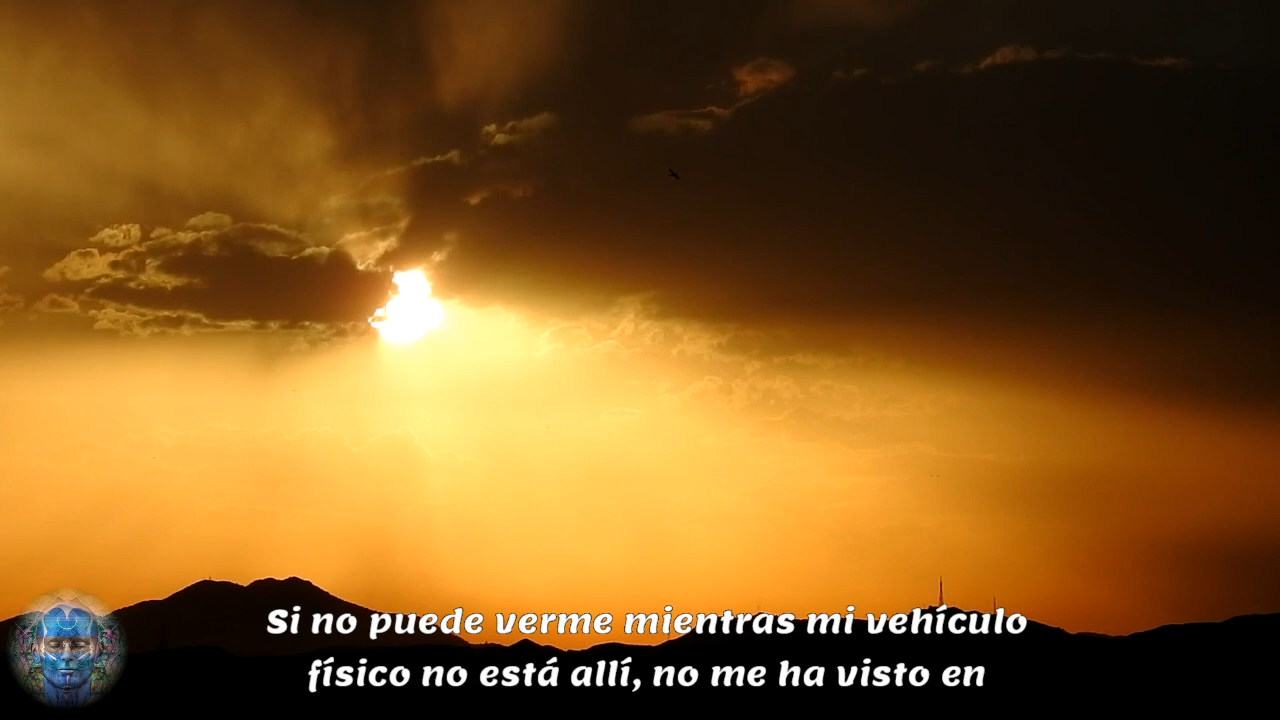 Si no puede verme mientras mi vehículo
físico no está allí, no me ha visto en